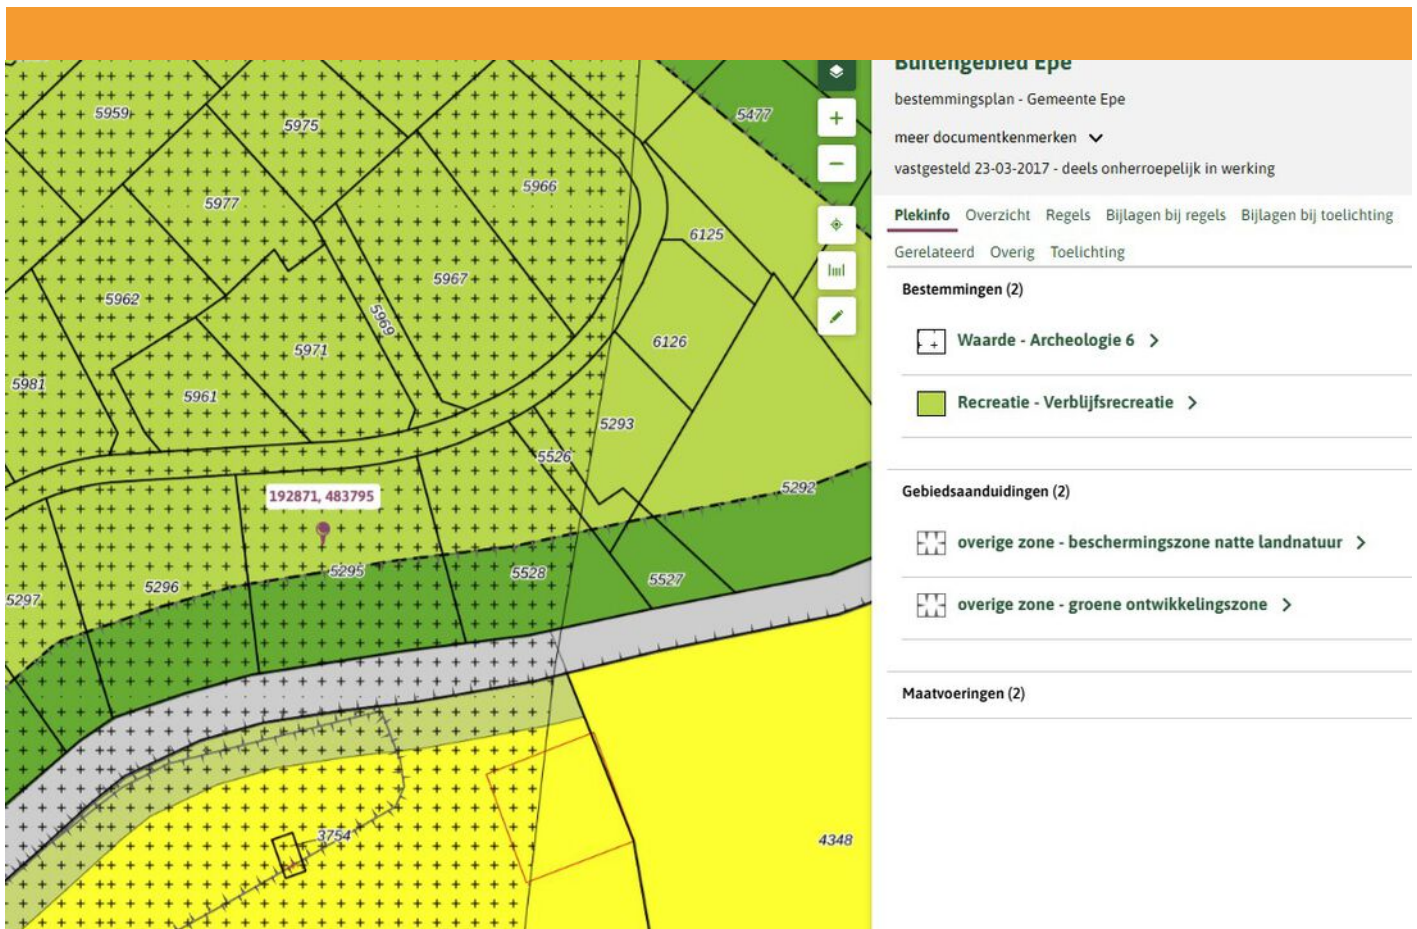 Buitengebied Epe
bestemmingsplan - Gemeente Epe
meer documentkenmerken
vastgesteld 23-03-2017 - deels onherroepelijk in werking
Plekinfo Overzicht Regels Bijlagen bij regels Bijlagen bij toelichting
Gerelateerd Overig Toelichting
Bestemmingen (2)
Waarde - Archeologie 6
Recreatie - Verblijfsrecreatie
Gebiedsaanduidingen (2)
overige zone - beschermingszone natte landnatuur
overige zone - groene ontwikkelingszone
Maatvoeringen (2)
5959
5975
5477
5966
5977
6125
5967
5962
5969
6126
5971
5981
5961
5293
5526
5292
192871, 483795
5295
5528
5527
5296
5297
3754
4348